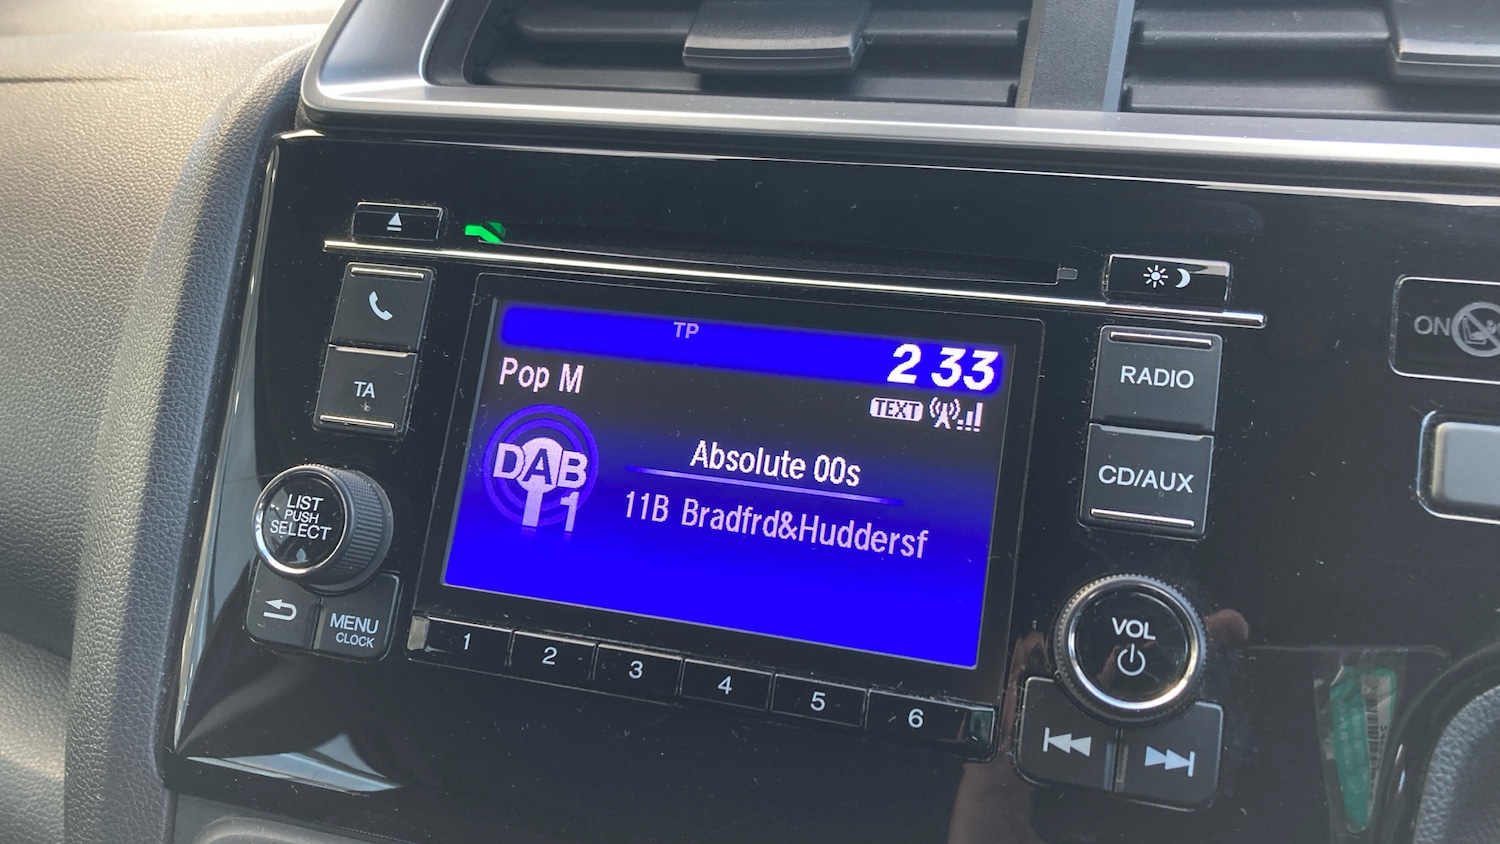 TP
2 33
Pop M
TEXT
DAB
1
Absolute 00s
11B Bradfrd&Huddersf
TA
LIST
PUSH
SELECT
MENU
CLOCK
1 2 3 4 5 6
RADIO
CD/AUX
VOL
ON